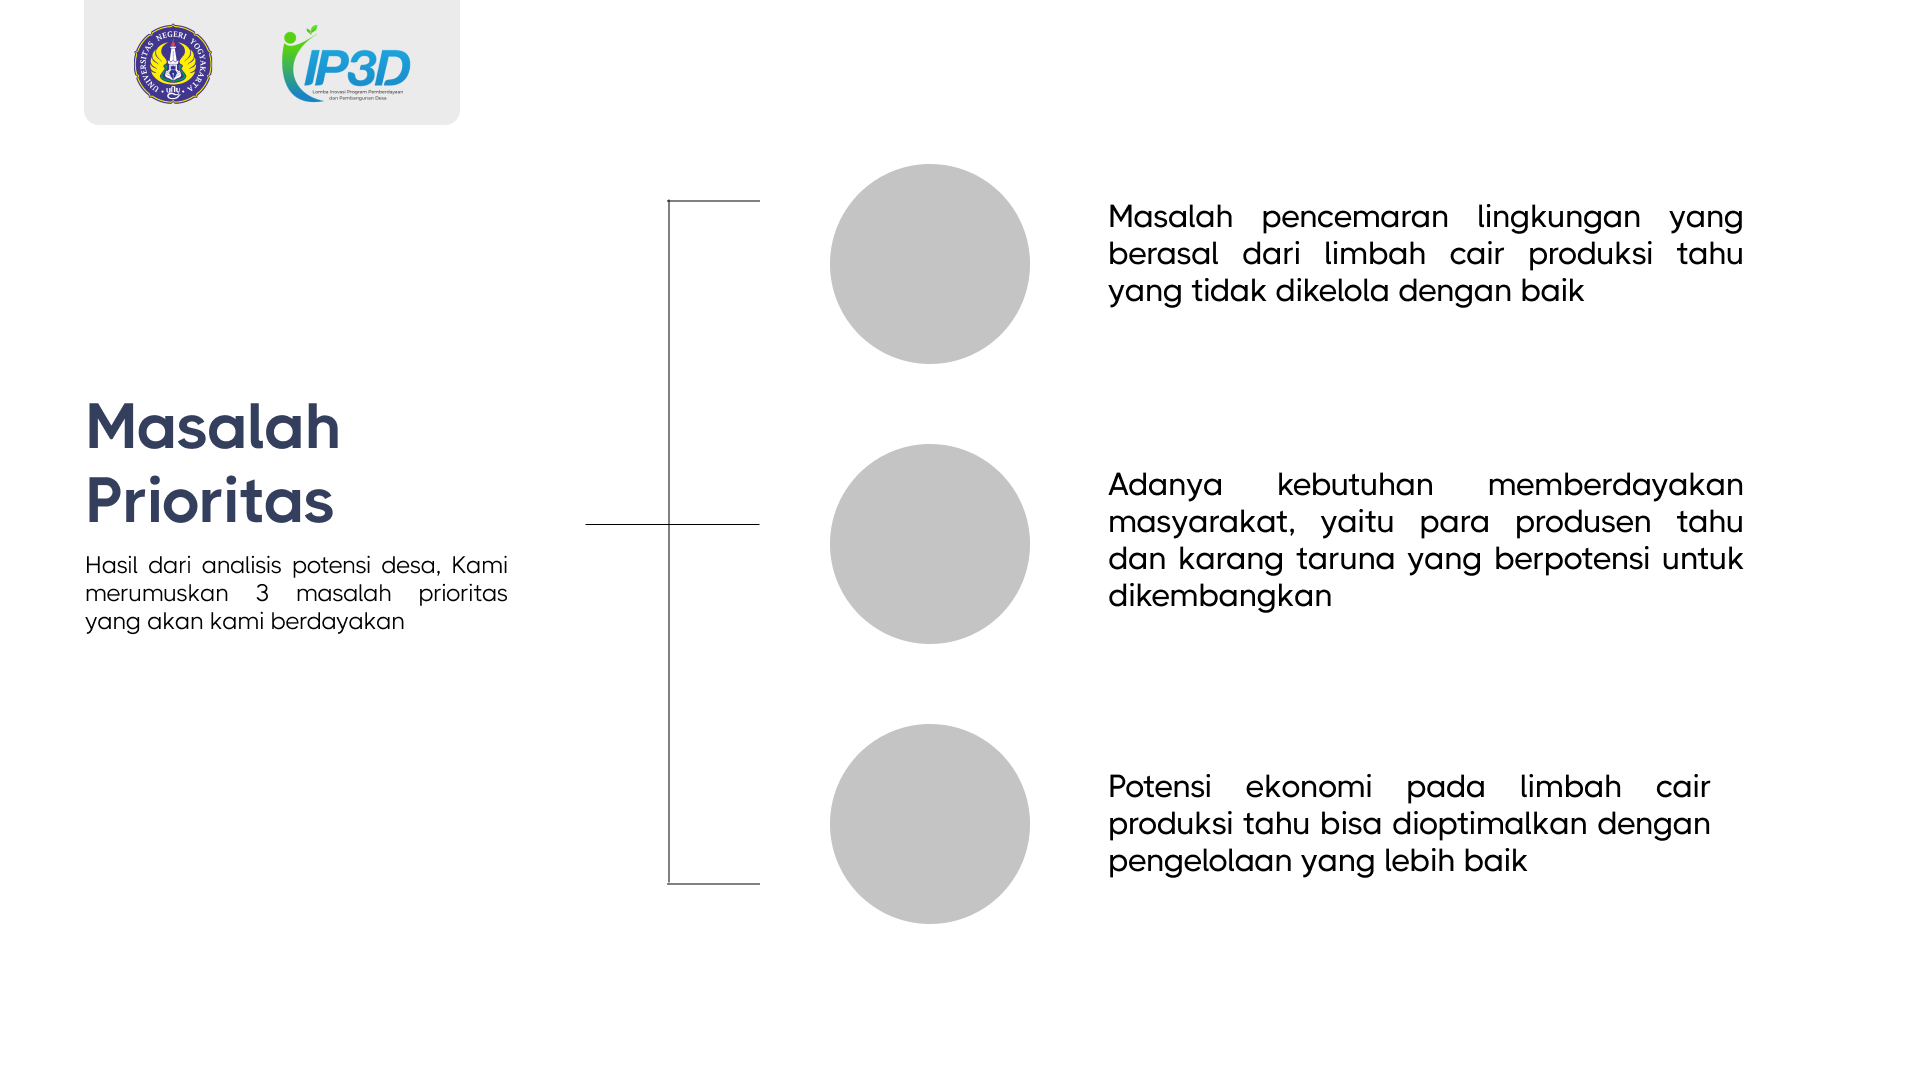 UNIVERSITAS NEGERI YOGYAKARTA
IP3D
Lomba Inovasi Program Pemberdayaan
dan Pembangunan Desa
Masalah
Prioritas
Hasil dari analisis potensi desa, Kami
merumuskan 3 masalah prioritas
yang akan kami berdayakan
Masalah pencemaran lingkungan yang
berasal dari limbah cair produksi tahu
yang tidak dikelola dengan baik
Adanya kebutuhan memberdayakan
masyarakat, yaitu para produsen tahu
dan karang taruna yang berpotensi untuk
dikembangkan
Potensi ekonomi pada limbah cair
produksi tahu bisa dioptimalkan dengan
pengelolaan yang lebih baik